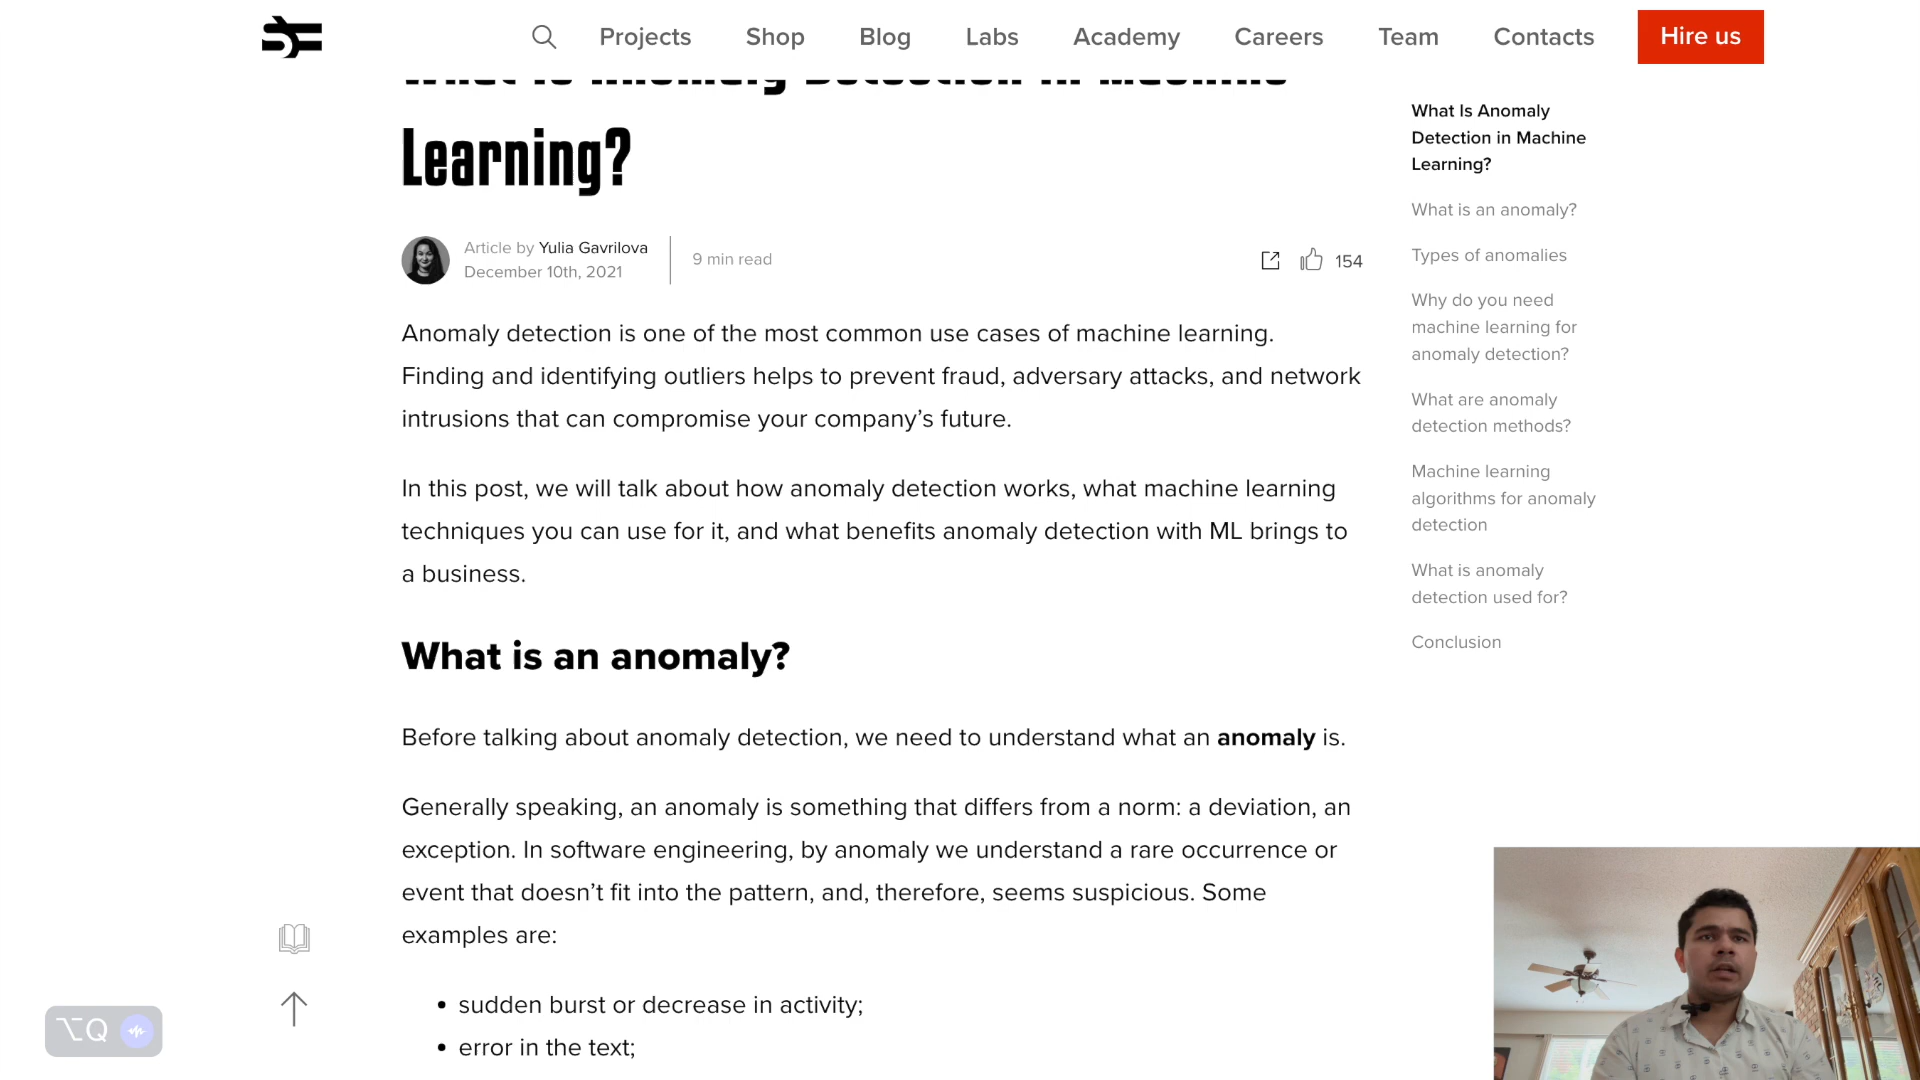 Projects
Shop
Blog
Labs
Academy
Careers
Team
Contacts
Hire us
What Is Anomaly Detection in Machine
Learning?
Article by Yulia Gavrilova
December 10th, 2021
9 min read
154
Anomaly detection is one of the most common use cases of machine learning.
Finding and identifying outliers helps to prevent fraud, adversary attacks, and network
intrusions that can compromise your company’s future.
In this post, we will talk about how anomaly detection works, what machine learning
techniques you can use for it, and what benefits anomaly detection with ML brings to
a business.
What is an anomaly?
Before talking about anomaly detection, we need to understand what an anomaly is.
Generally speaking, an anomaly is something that differs from a norm: a deviation, an
exception. In software engineering, by anomaly we understand a rare occurrence or
event that doesn’t fit into the pattern, and, therefore, seems suspicious. Some
examples are:
• sudden burst or decrease in activity;
• error in the text;
What Is Anomaly
Detection in Machine
Learning?
What is an anomaly?
Types of anomalies
Why do you need
machine learning for
anomaly detection?
What are anomaly
detection methods?
Machine learning
algorithms for anomaly
detection
What is anomaly
detection used for?
Conclusion
⌥Q